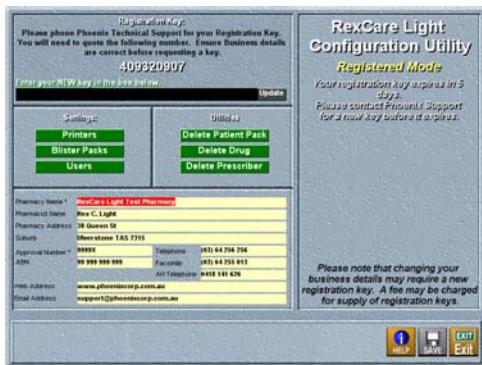 Registration Key:
Please phone Phoenix Technical Support for your Registration Key.
You will need to quote the following number. Ensure Business details
are correct before requesting a key.
409320907
Enter your NEW key in the box below.
Update
Settings:
Printers
Blister Packs
Users
Utilities
Delete Patient Pack
Delete Drug
Delete Prescriber
Pharmacy Name * RexCare Light Test Pharmacy
Pharmacist Name Rex C. Light
Pharmacy Address 38 Queen St
Suburb Ulverstone TAS 7315
Approval Number * 9999X Telephone (03) 64 256 256
ABN 99 999 999 999 Facsimile (03) 64 255 013
AH Telephone 0418 141 626
Web Address www.phoenixcorp.com.au
Email Address support@phoenixcorp.com.au
RexCare Light
Configuration Utility
Registered Mode
Your registration key expires in 5
days.
Please contact Phoenix Support
for a new key before it expires.
Please note that changing your
business details may require a new
registration key. A fee may be charged
for supply of registration keys.
HELP
SAVE
EXIT
Exit